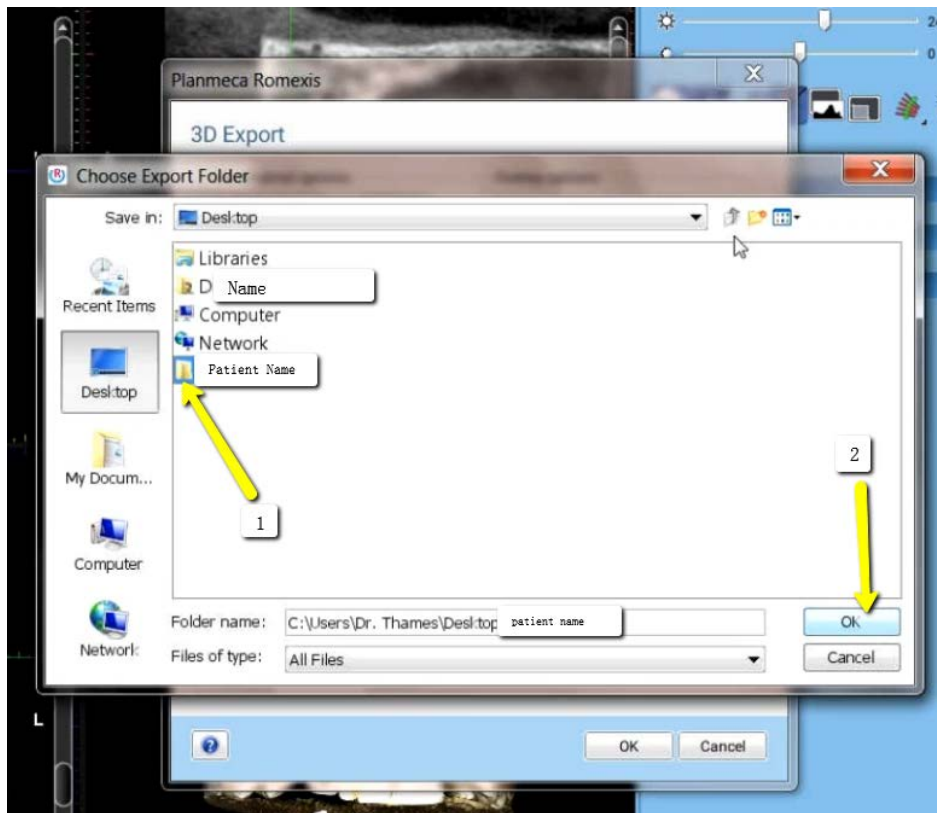 24
0
Planmeca Romexis
3D Export
Choose Export Folder
Save in:
Desktop
Libraries
D Name
Computer
Network
Patient Name
Recent Items
Desktop
My Docum...
Computer
Network
1
2
Folder name:
C:\Users\Dr. Thames\Desktop patient name
OK
Files of type:
All Files
Cancel
L
OK
Cancel